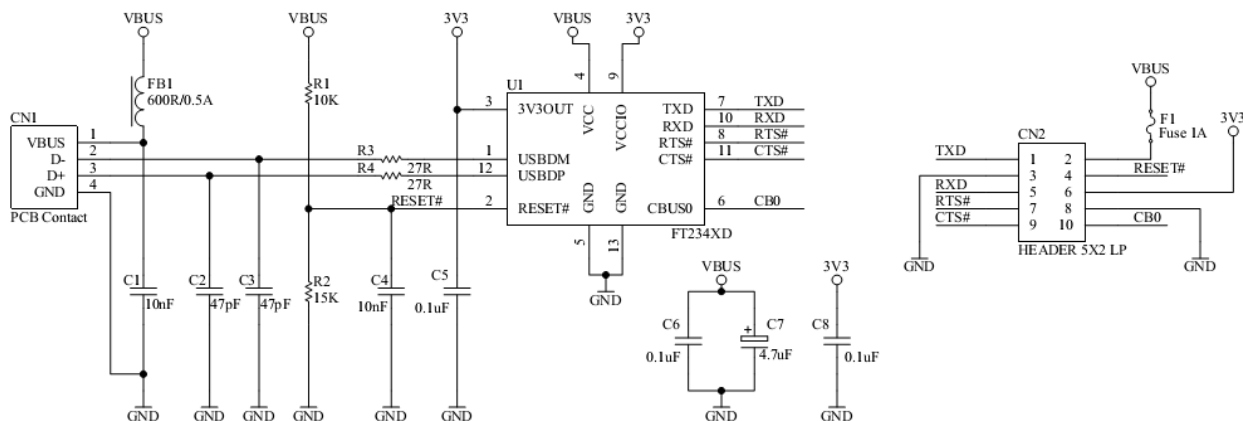 VBUS
VBUS
3V3
VBUS
3V3
FB1
600R/0.5A
R1
10K
U1
4
9
VCC
VCCIO
3
3V3OUT
TXD
7
TXD
RXD
10
RXD
RTS#
8
RTS#
CTS#
11
CTS#
CN1
VBUS
1
D-
2
D+
3
GND
4
PCB Contact
R3
27R
R4
27R
1
USBDM
12
USBDP
RESET#
2
RESET#
GND
GND
CBUS0
6
CB0
5
13
FT234XD
GND
C1
10nF
C2
47pF
C3
47pF
R2
15K
C4
10nF
C5
0.1uF
GND
GND
GND
GND
GND
GND
VBUS
C6
0.1uF
+
C7
4.7uF
GND
3V3
C8
0.1uF
GND
VBUS
F1
Fuse 1A
3V3
CN2
TXD
1
2
3
4
RESET#
RXD
5
6
RTS#
7
8
CTS#
9
10
CB0
HEADER 5X2 LP
GND
GND